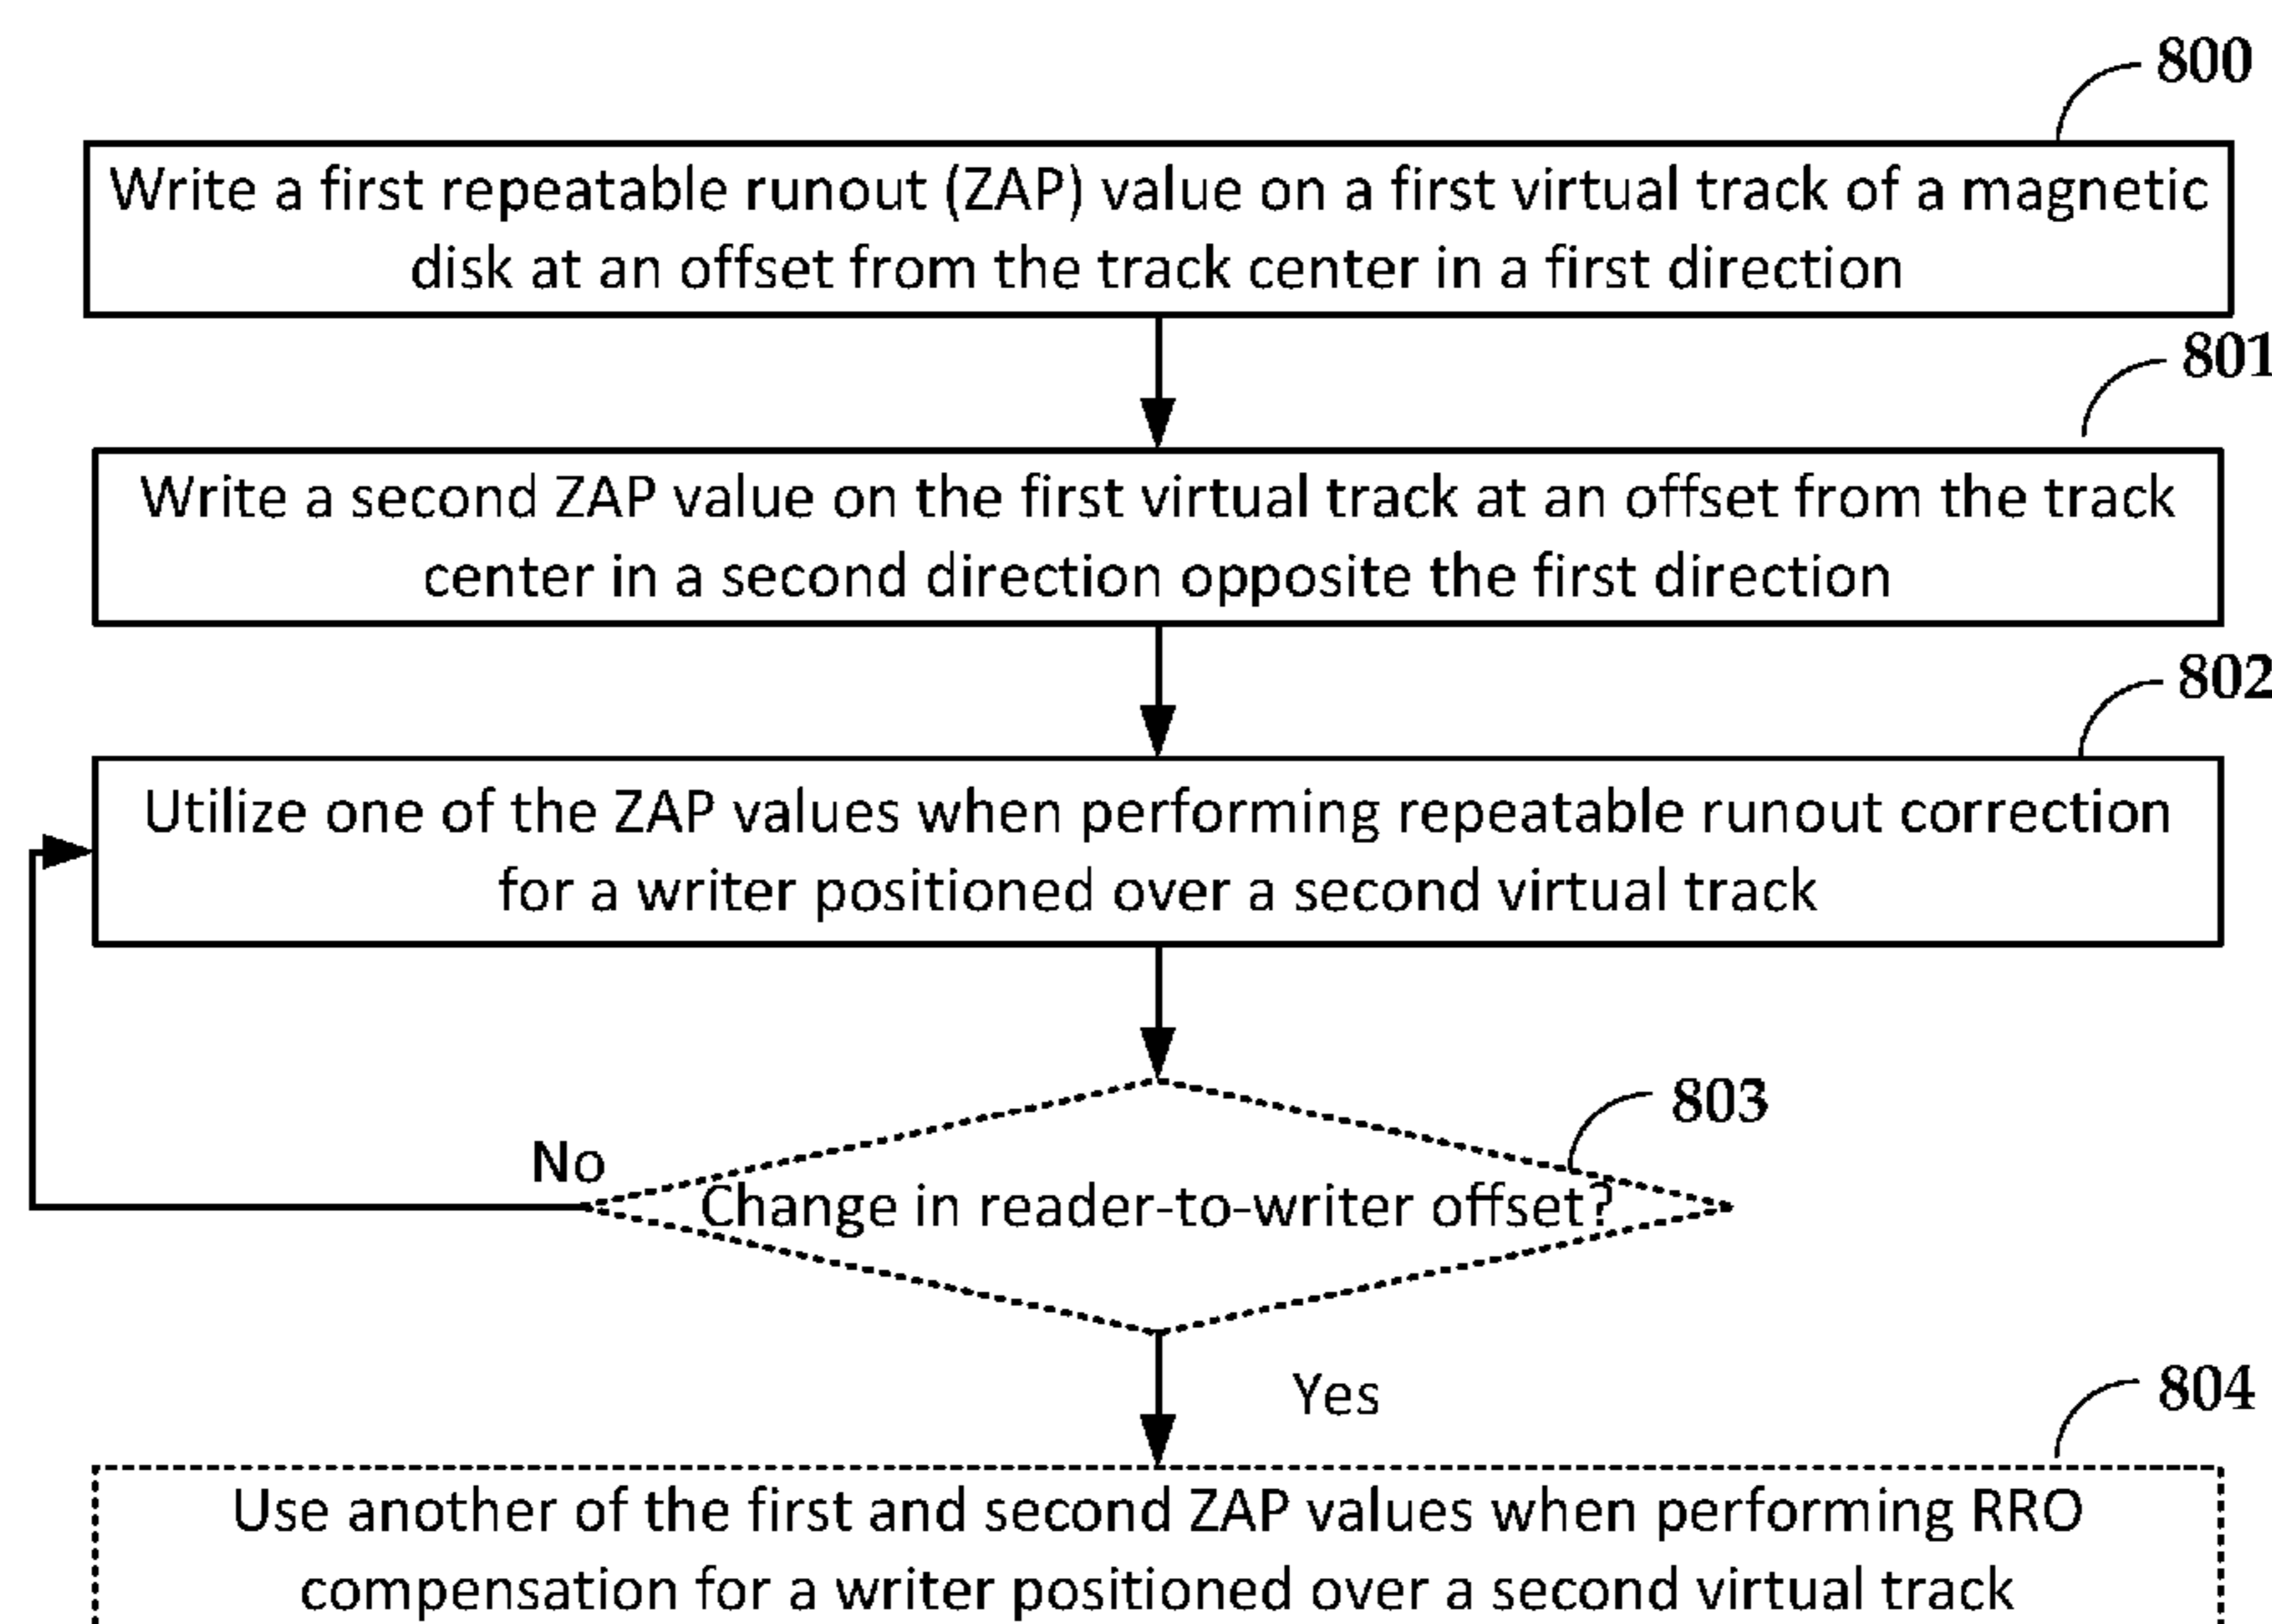 800
Write a first repeatable runout (ZAP) value on a first virtual track of a magnetic
disk at an offset from the track center in a first direction
801
Write a second ZAP value on the first virtual track at an offset from the track
center in a second direction opposite the first direction
802
Utilize one of the ZAP values when performing repeatable runout correction
for a writer positioned over a second virtual track
803
No
Change in reader-to-writer offset?
Yes
804
Use another of the first and second ZAP values when performing RRO
compensation for a writer positioned over a second virtual track